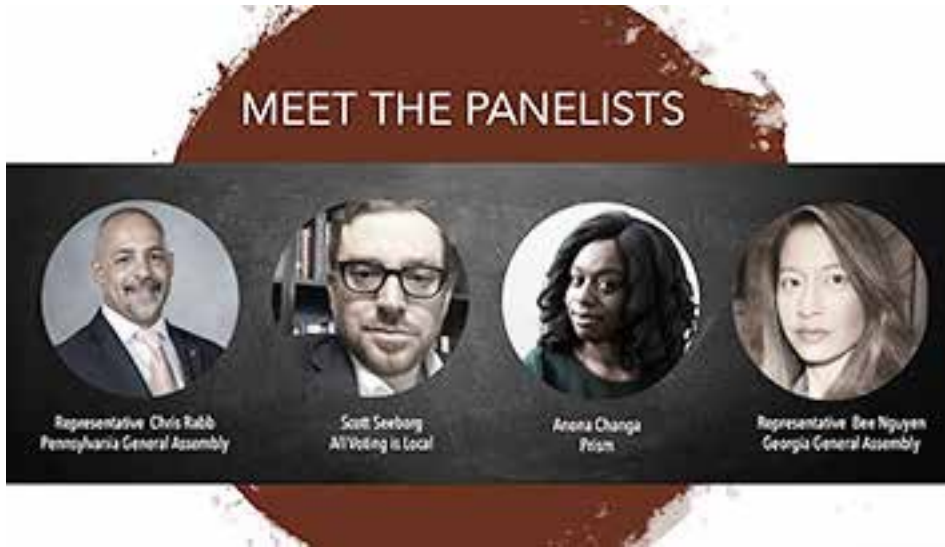 MEET THE PANELISTS
Representative Chris Rabb
Pennsylvania General Assembly
Scott Seeborg
All Voting is Local
Anona Changa
Prism
Representative Bee Nguyen
Georgia General Assembly